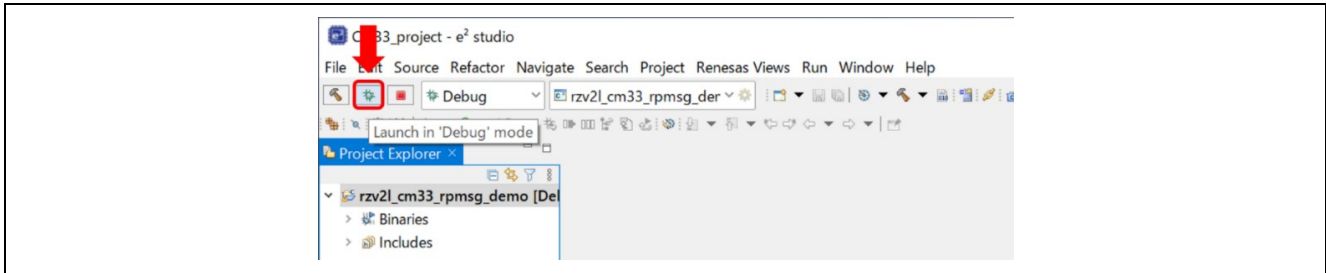 33_project - e² studio
File Edit Source Refactor Navigate Search Project Renesas Views Run Window Help
Debug rzv2l_cm33_rpmsg_der
Launch in 'Debug' mode
Project Explorer
rzv2l_cm33_rpmsg_demo [Del
Binaries
Includes